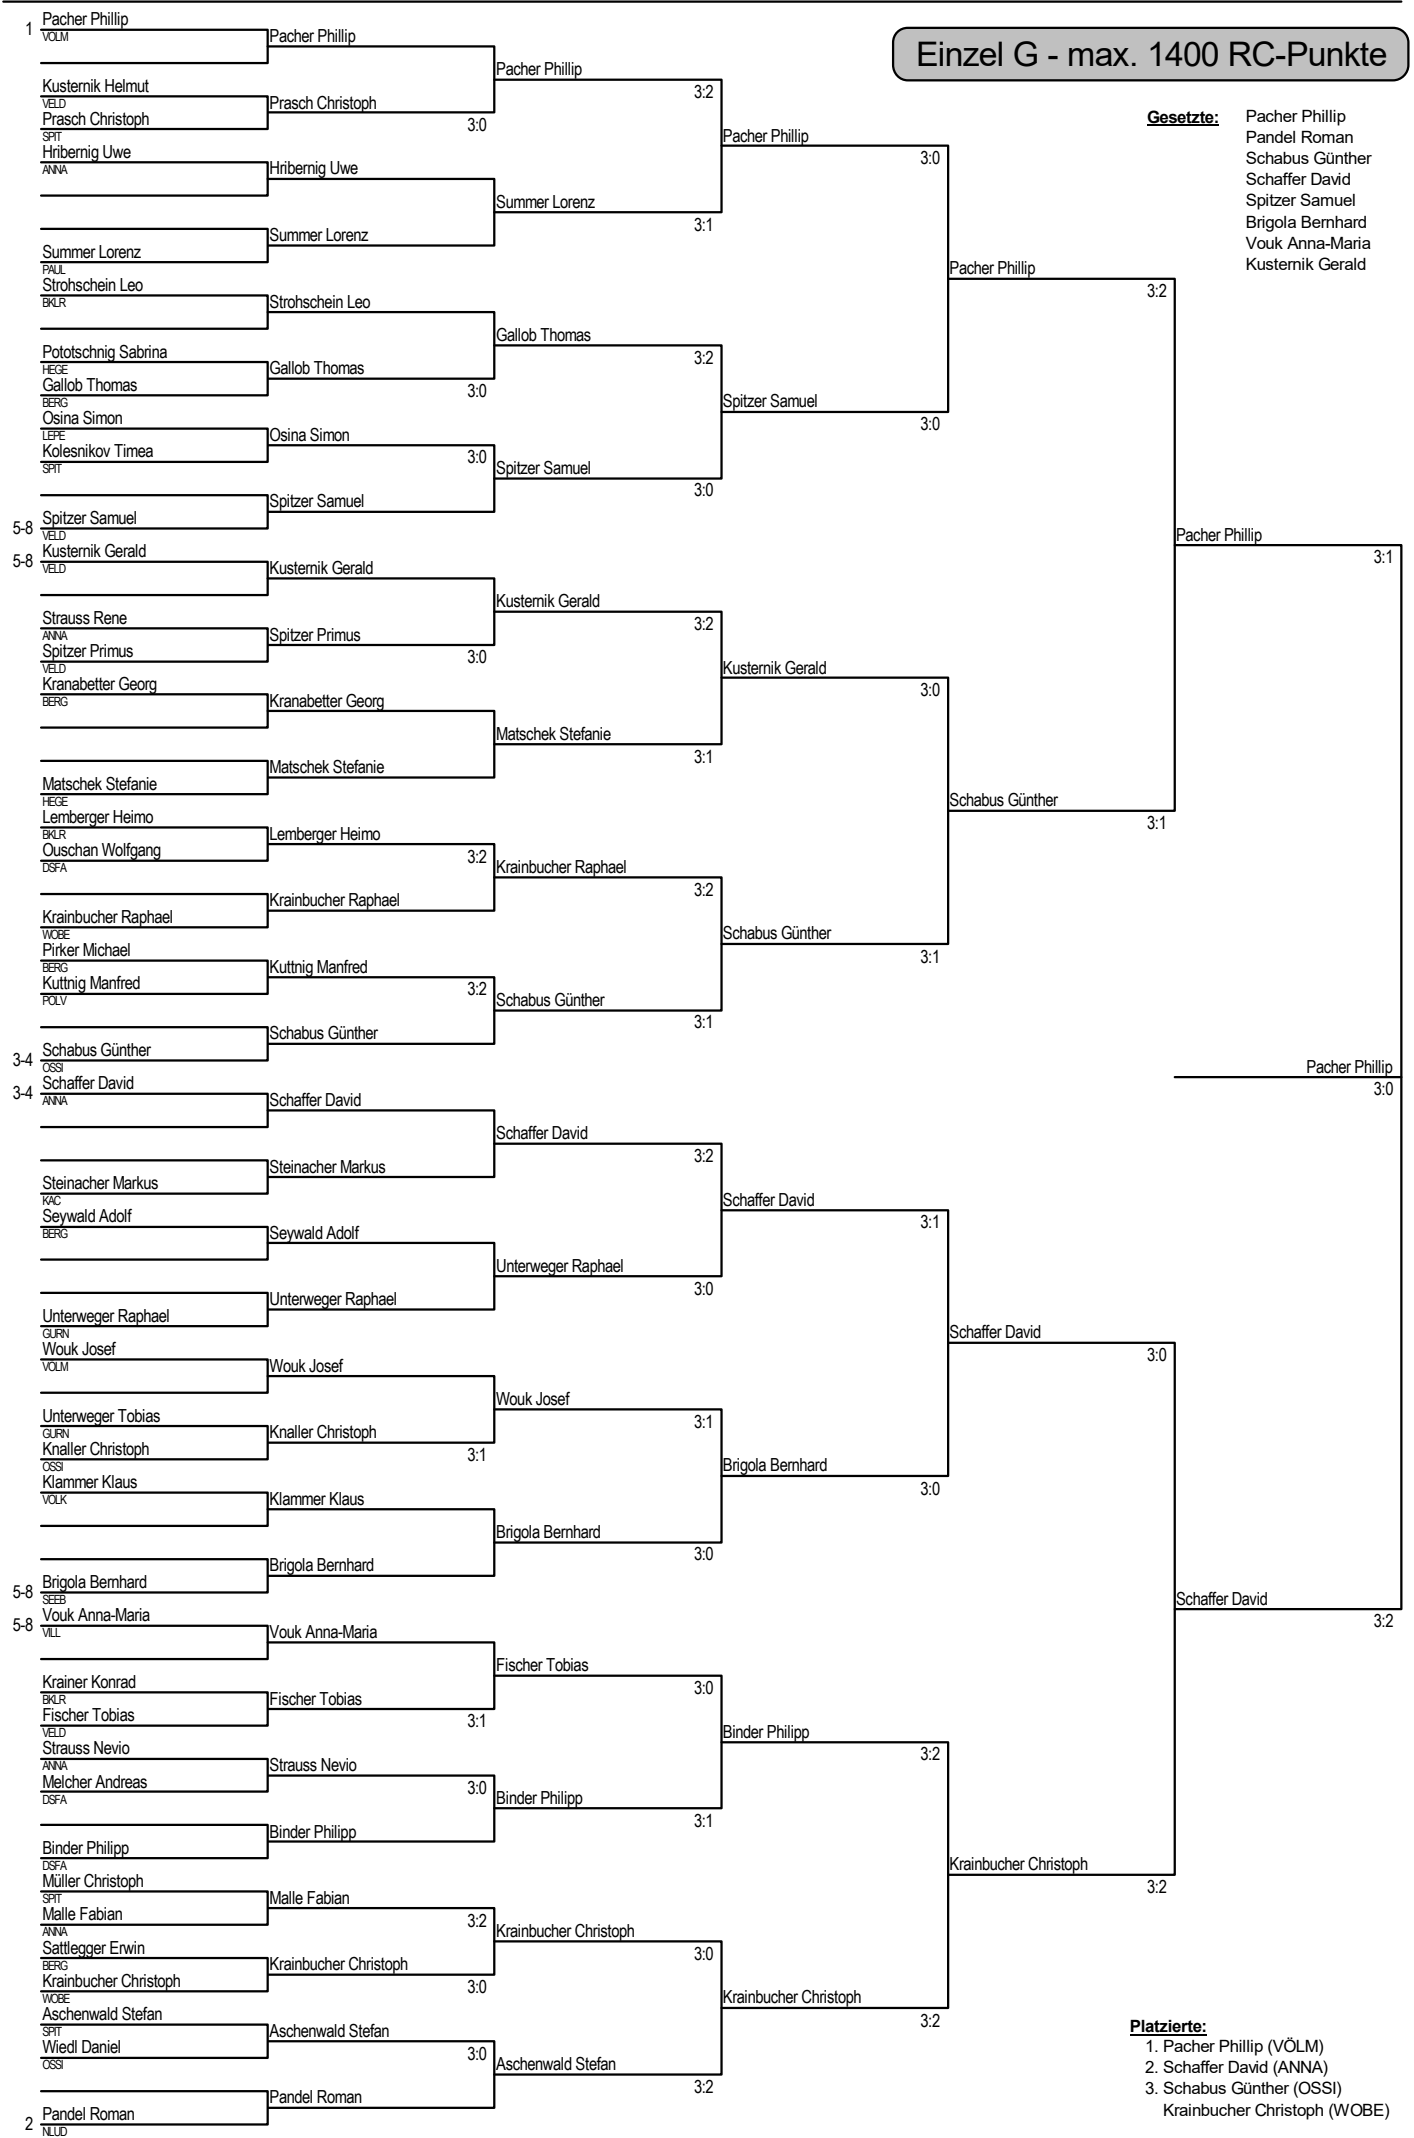 Einzel G - max. 1400 RC-Punkte
Gesetzte: Pacher Phillip
Pandel Roman
Schabus Günther
Schaffer David
Spitzer Samuel
Brigola Bernhard
Vouk Anna-Maria
Kusternik Gerald
1 Pacher Phillip
VÖLM
Kusternik Helmut
VELD
Prasch Christoph
SPIT
Hribernig Uwe
ANNA
Summer Lorenz
PAUL
Strohschein Leo
BKLR
Pototschnig Sabrina
HEGE
Gallob Thomas
BERG
Osina Simon
LEPE
Kolesnikov Timea
SPIT
5-8 Spitzer Samuel
VELD
5-8 Kusternik Gerald
VELD
Strauss Rene
ANNA
Spitzer Primus
VELD
Kranabetter Georg
BERG
Matschek Stefanie
HEGE
Lemberger Heimo
BKLR
Ouschan Wolfgang
DSFA
Krainbucher Raphael
WOBE
Pirker Michael
BERG
Kuttnig Manfred
POLV
3-4 Schabus Günther
OSSI
3-4 Schaffer David
ANNA
Steinacher Markus
KAC
Seywald Adolf
BERG
Unterweger Raphael
GURN
Wouk Josef
VÖLM
Unterweger Tobias
GURN
Knaller Christoph
OSSI
Klammer Klaus
VOLK
5-8 Brigola Bernhard
SEEB
5-8 Vouk Anna-Maria
VILL
Krainer Konrad
BKLR
Fischer Tobias
VELD
Strauss Nevio
ANNA
Melcher Andreas
DSFA
Binder Philipp
DSFA
Müller Christoph
SPIT
Malle Fabian
ANNA
Sattlegger Erwin
BERG
Krainbucher Christoph
WOBE
Aschenwald Stefan
SPIT
Wiedl Daniel
OSSI
2 Pandel Roman
NLUD
Pacher Phillip
Prasch Christoph
3:0
Hribernig Uwe
Summer Lorenz
Strohschein Leo
Gallob Thomas
3:0
Osina Simon
3:0
Spitzer Samuel
Kusternik Gerald
Spitzer Primus
3:0
Kranabetter Georg
Matschek Stefanie
Lemberger Heimo
3:2
Krainbucher Raphael
Kuttnig Manfred
3:2
Schabus Günther
Schaffer David
Steinacher Markus
Seywald Adolf
Unterweger Raphael
Wouk Josef
Knaller Christoph
3:1
Klammer Klaus
Brigola Bernhard
Vouk Anna-Maria
Fischer Tobias
3:1
Strauss Nevio
3:0
Binder Philipp
Malle Fabian
3:2
Krainbucher Christoph
3:0
Aschenwald Stefan
3:0
Pandel Roman
Pacher Phillip
3:2
Summer Lorenz
3:1
Gallob Thomas
3:2
Spitzer Samuel
3:0
Kusternik Gerald
3:2
Matschek Stefanie
3:1
Krainbucher Raphael
3:2
Schabus Günther
3:1
Schaffer David
3:2
Unterweger Raphael
3:0
Wouk Josef
3:1
Brigola Bernhard
3:0
Fischer Tobias
3:0
Binder Philipp
3:1
Krainbucher Christoph
3:0
Aschenwald Stefan
3:2
Pacher Phillip
3:0
Spitzer Samuel
3:0
Kusternik Gerald
3:0
Schabus Günther
3:1
Schaffer David
3:1
Brigola Bernhard
3:0
Binder Philipp
3:2
Krainbucher Christoph
3:2
Pacher Phillip
3:2
Schabus Günther
3:1
Schaffer David
3:0
Krainbucher Christoph
3:2
Pacher Phillip
3:1
Schaffer David
3:2
Pacher Phillip
3:0
Platzierte:
1. Pacher Phillip (VÖLM)
2. Schaffer David (ANNA)
3. Schabus Günther (OSSI)
Krainbucher Christoph (WOBE)